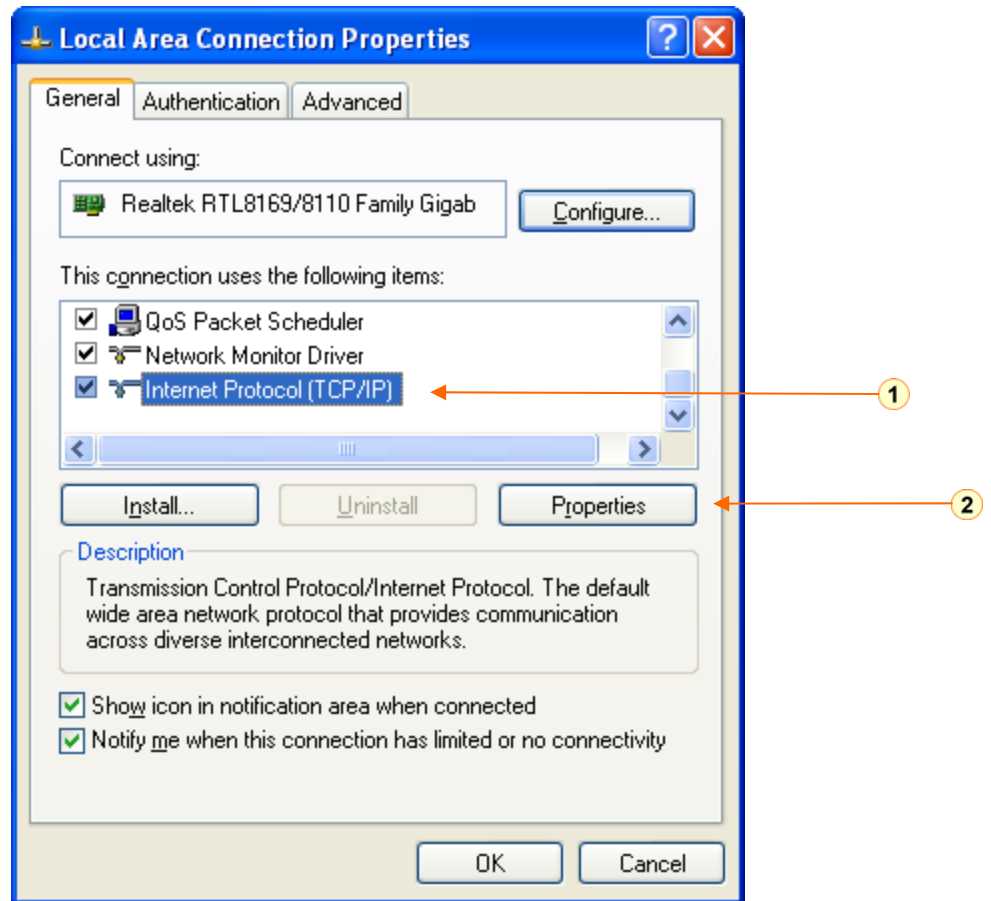 Local Area Connection Properties
General Authentication Advanced
Connect using:
Realtek RTL8169/8110 Family Gigab Configure...
This connection uses the following items:
QoS Packet Scheduler
Network Monitor Driver
Internet Protocol (TCP/IP) 1
Install... Uninstall Properties 2
Description
Transmission Control Protocol/Internet Protocol. The default
wide area network protocol that provides communication
across diverse interconnected networks.
Show icon in notification area when connected
Notify me when this connection has limited or no connectivity
OK Cancel